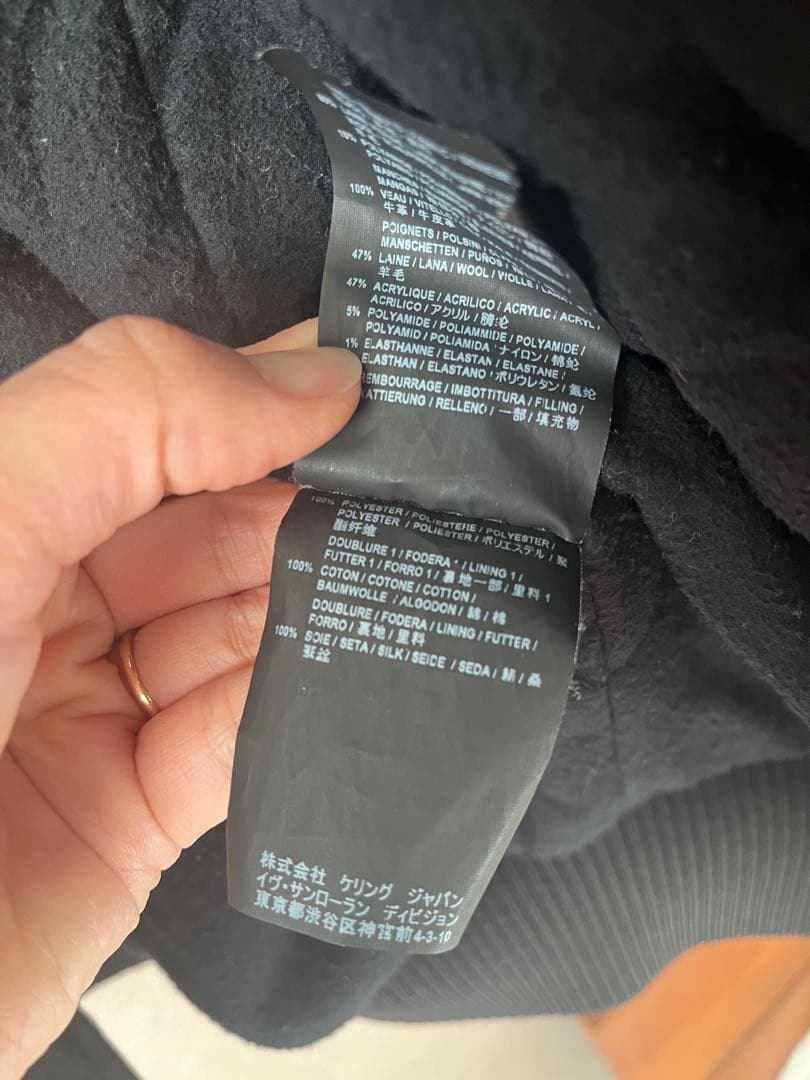 MANGAS
100% VEAU / VITELLO
牛革 / 牛皮革
POIGNETS / POLSINI
MANSCHETTEN / PUÑOS
47% LAINE / LANA / WOOL / WOLLE / LANA
羊毛
47% ACRYLIQUE / ACRILICO / ACRYLIC / ACRYL /
ACRILICO / アクリル / 腈纶
5% POLYAMIDE / POLIAMMIDE / POLYAMIDE /
POLYAMID / POLIAMIDA / ナイロン / 锦纶
1% ELASTHANNE / ELASTAN / ELASTANE /
ELASTHAN / ELASTANO / ポリウレタン / 氨纶
REMBOURRAGE / IMBOTTITURA / FILLING /
WATTIERUNG / RELLENO / 一部 / 填充物
100% POLYESTER / POLIESTERE / POLYESTER /
POLYESTER / POLIESTER / ポリエステル / 聚
酯纤维
DOUBLURE 1 / FODERA 1 / LINING 1 /
FUTTER 1 / FORRO 1 / 裏地一部 / 里料 1
100% COTON / COTONE / COTTON /
BAUMWOLLE / ALGODON / 綿 / 棉
DOUBLURE / FODERA / LINING / FUTTER /
FORRO / 裏地 / 里料
100% SOIE / SETA / SILK / SEIDE / SEDA / 絹 / 桑
蚕丝
株式会社 ケリング ジャパン
イヴ・サンローラン ディビジョン
東京都渋谷区神宮前4-3-10